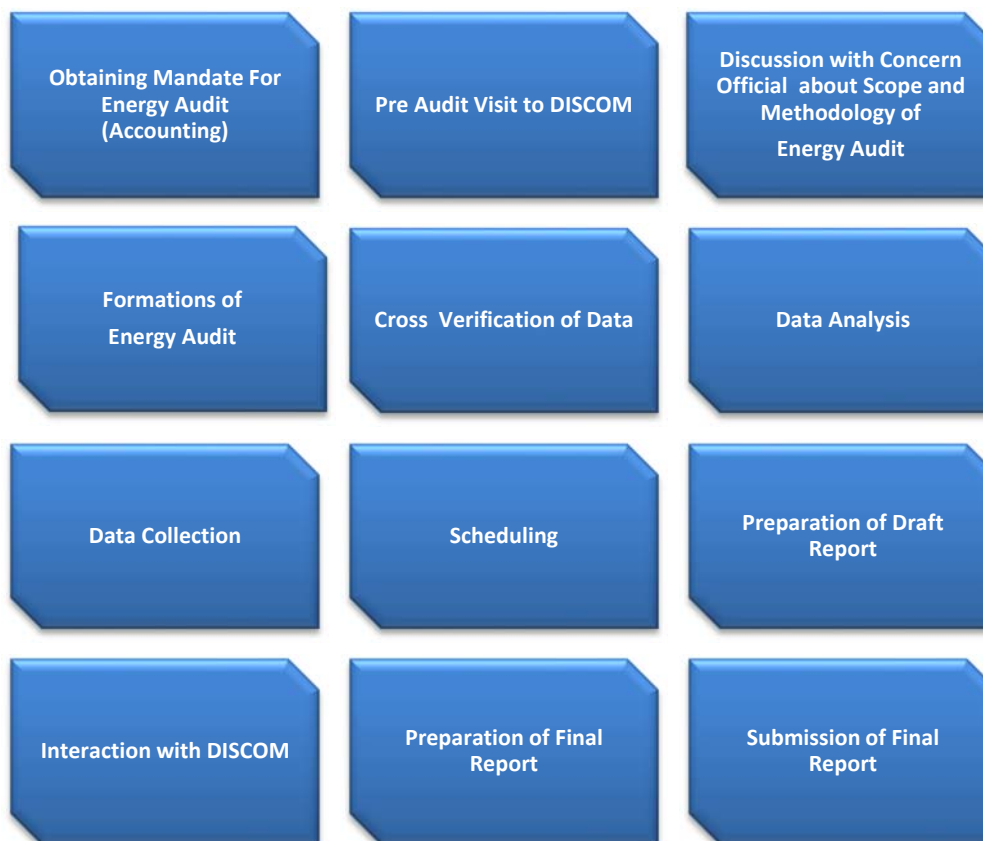 Obtaining Mandate For
Energy Audit
(Accounting)
Pre Audit Visit to DISCOM
Discussion with Concern
Official about Scope and
Methodology of
Energy Audit
Formations of
Energy Audit
Cross Verification of Data
Data Analysis
Data Collection
Scheduling
Preparation of Draft
Report
Interaction with DISCOM
Preparation of Final
Report
Submission of Final
Report